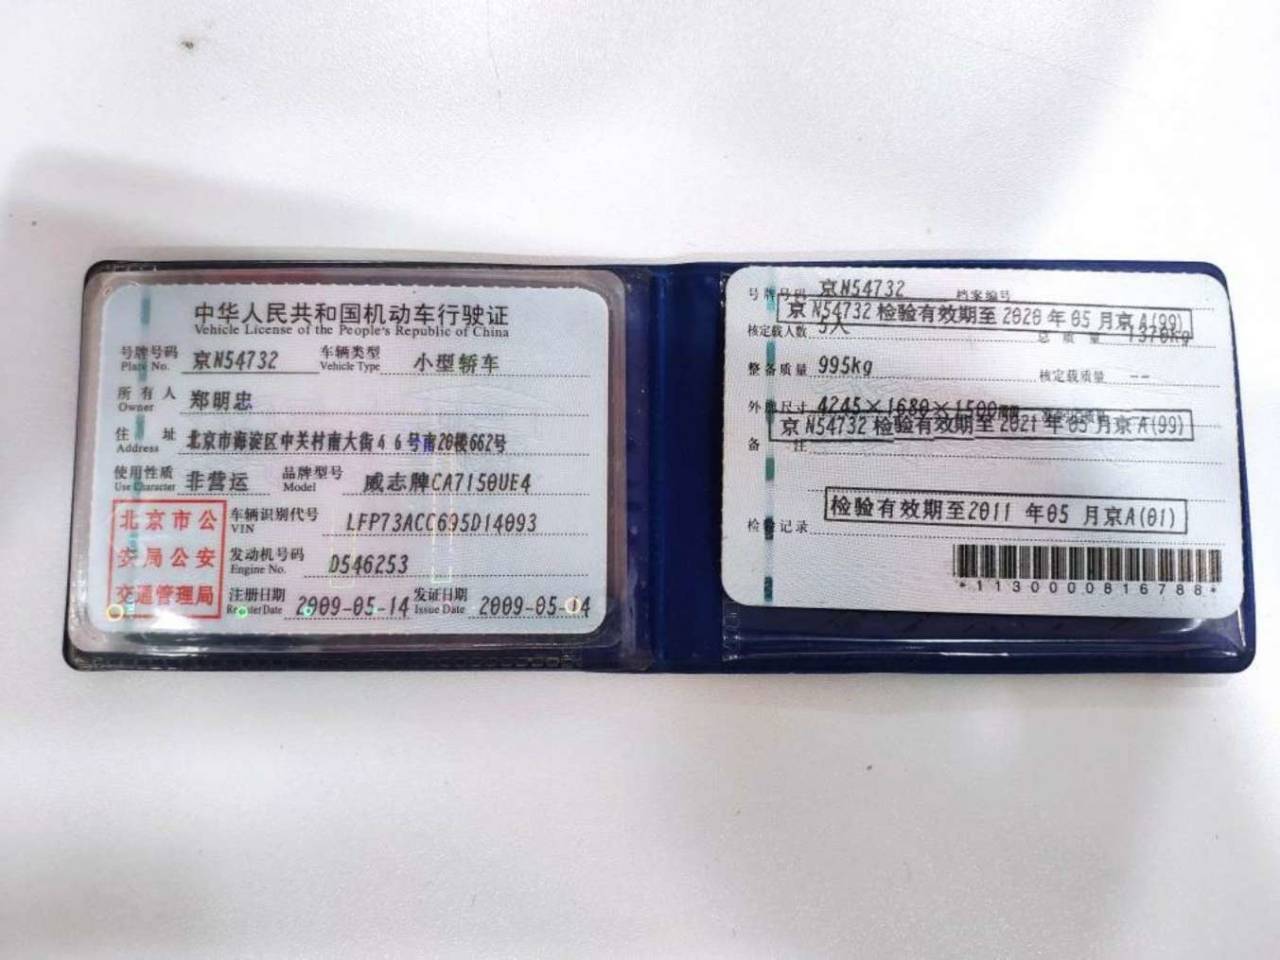 中华人民共和国机动车行驶证
Vehicle License of the People's Republic of China
号牌号码 京N54732 车辆类型 小型轿车
Plate No. Vehicle Type
所有人 郑明忠
Owner
住址 北京市海淀区中关村南大街46号南20楼662号
Address
使用性质 非营运 品牌型号 威志牌CA7150UE4
Use Character Model
北京市公
安局公安
交通管理局
车辆识别代号 LFP73ACC695D14093
VIN
发动机号码 D546253
Engine No.
注册日期 2009-05-14 发证日期 2009-05-14
Register Date Issue Date
号牌号码 京N54732 档案编号
京N54732检验有效期至2020年05月京A(99)
核定载人数 5人 总质量 1370kg
整备质量 995kg 核定载质量 --
外廓尺寸 4245×1680×1500
京N54732检验有效期至2021年05月京A(99)
备注
检验有效期至2011 年05 月京A(01)
检验记录
*1130000816788*